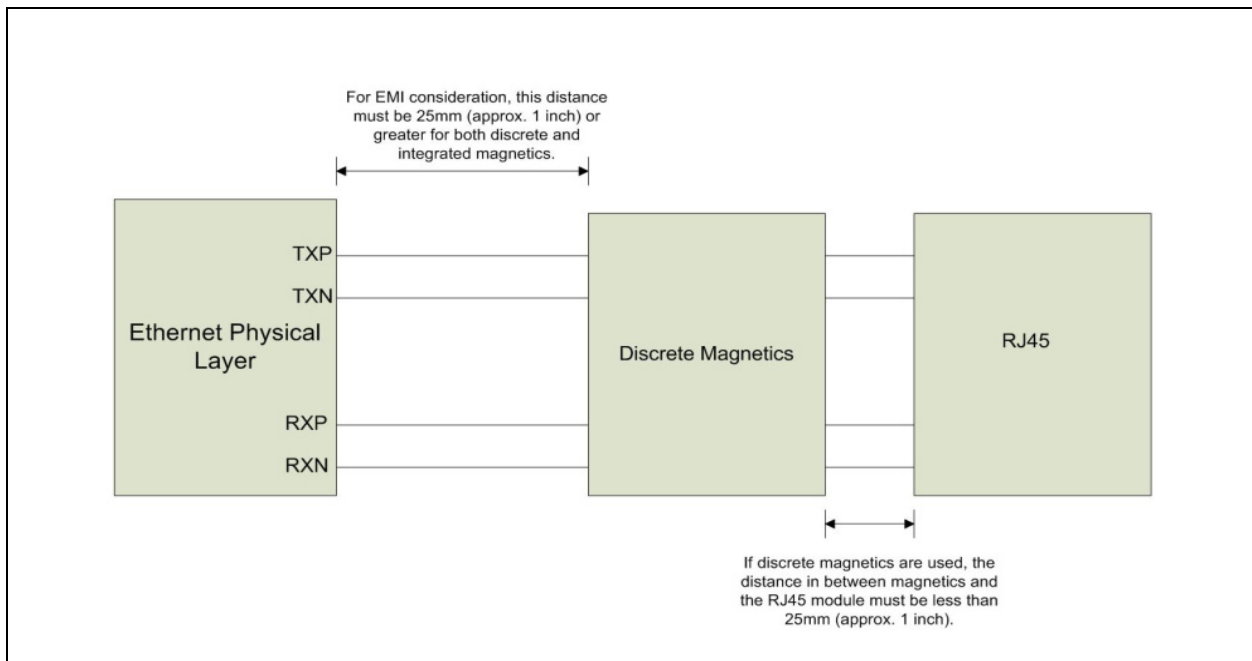 For EMI consideration, this distance
must be 25mm (approx. 1 inch) or
greater for both discrete and
integrated magnetics.
TXP
TXN
Ethernet Physical
Layer
RXP
RXN
Discrete Magnetics
RJ45
If discrete magnetics are used, the
distance in between magnetics and
the RJ45 module must be less than
25mm (approx. 1 inch).